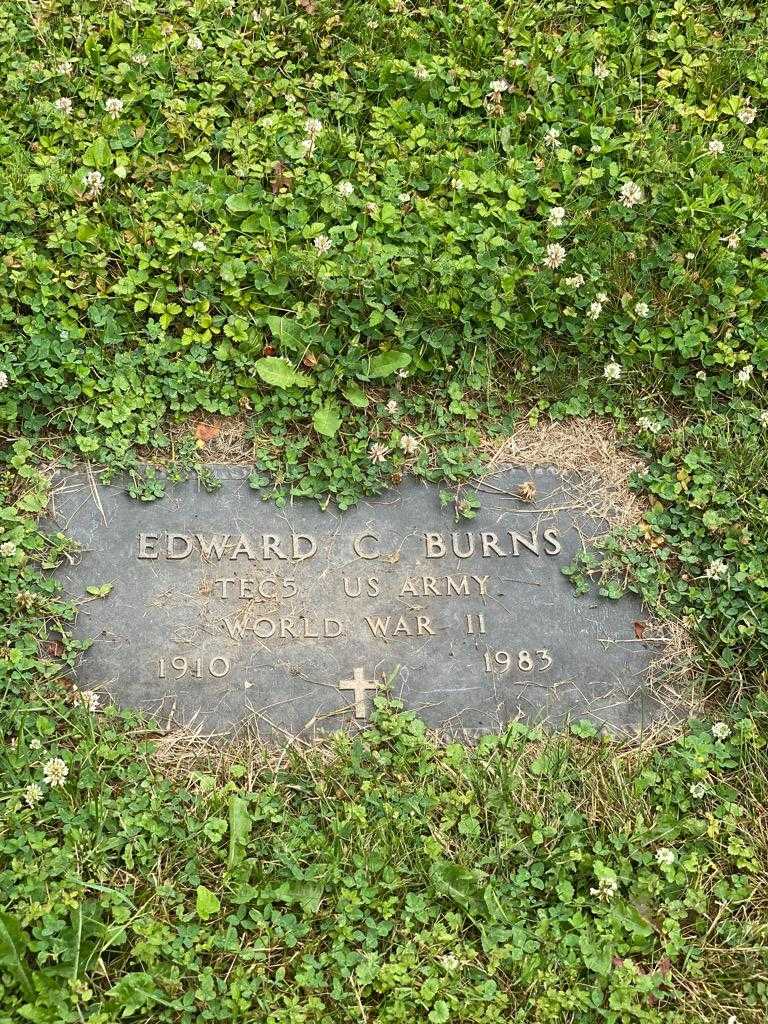 EDWARD C BURNS
TEC5 US ARMY
WORLD WAR II
1910 1983